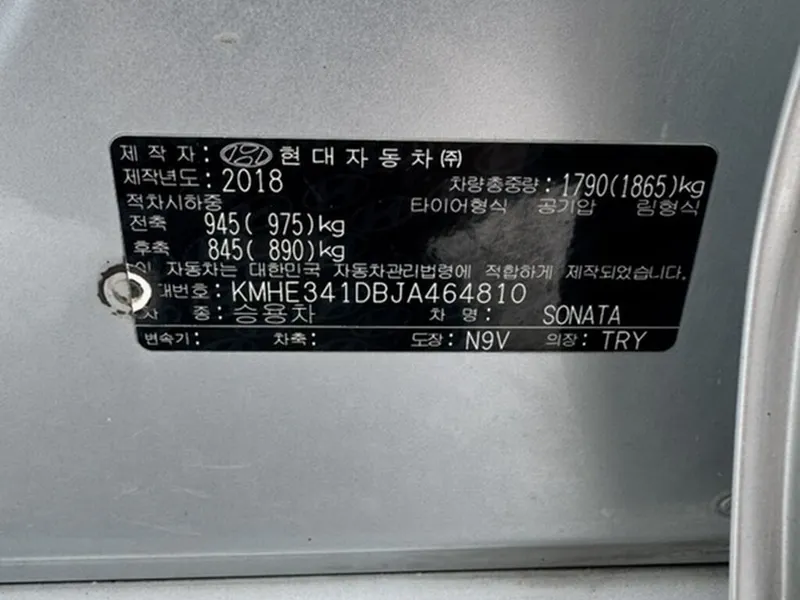 제작자: 현대자동차(주)
제작년도: 2018 차량총중량: 1790(1865)kg
적차시하중 타이어형식 공기압 림형식
전축 945( 975)kg
후축 845( 890)kg
자동차는 대한민국 자동차관리법령에 적합하게 제작되었습니다.
대번호: KMHE341DBJA464810
차 종: 승용차 차 명: SONATA
변속기: 차축: 도장: N9V 의장: TRY